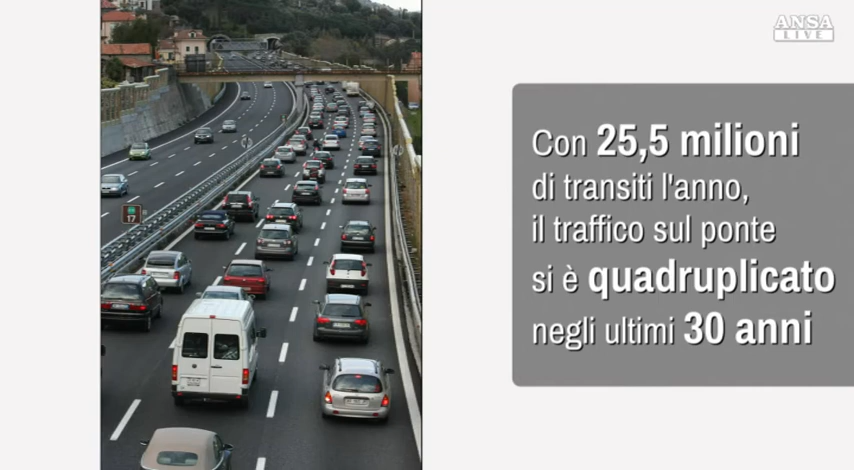 ANSA
LIVE
Con 25,5 milioni
di transiti l'anno,
il traffico sul ponte
si è quadruplicato
negli ultimi 30 anni
17